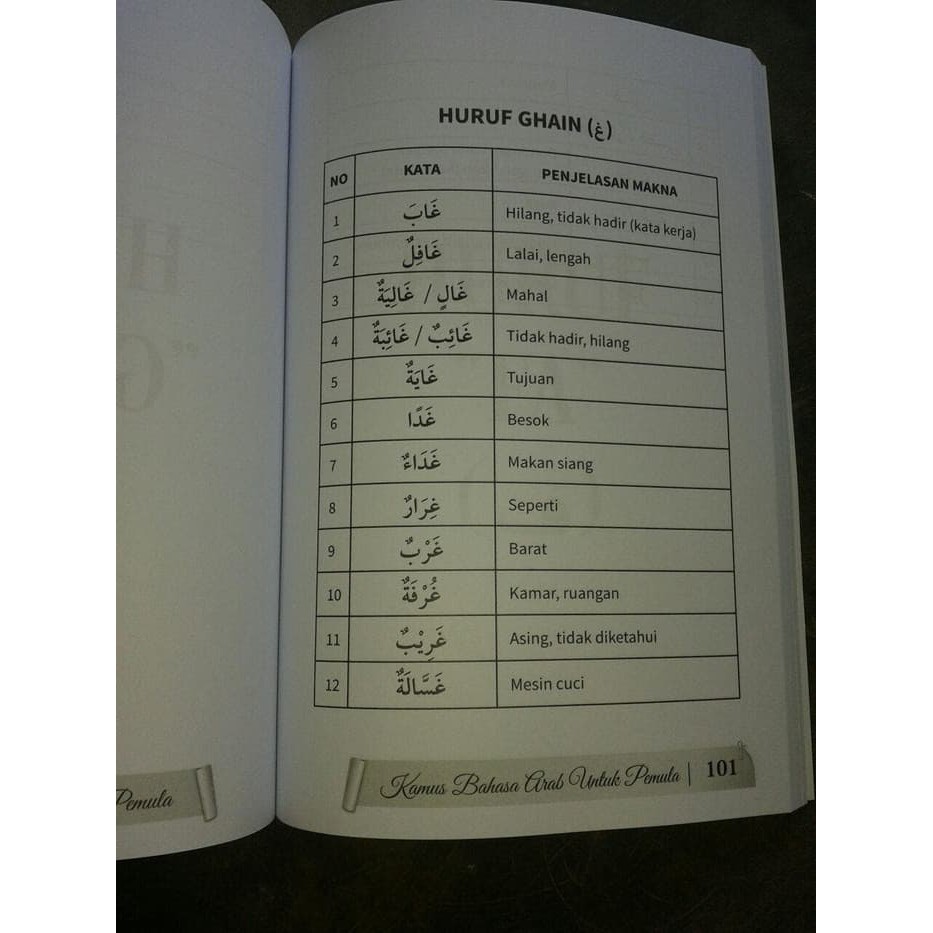 HURUF GHAIN (غ)
NO KATA PENJELASAN MAKNA
1 غَابَ Hilang, tidak hadir (kata kerja)
2 غَافِلٌ Lalai, lengah
3 غَالٍ / غَالِيَةٌ Mahal
4 غَائِبٌ / غَائِبَةٌ Tidak hadir, hilang
5 غَايَةٌ Tujuan
6 غَدًا Besok
7 غَدَاءٌ Makan siang
8 غِرَارٌ Seperti
9 غَرْبٌ Barat
10 غُرْفَةٌ Kamar, ruangan
11 غَرِيْبٌ Asing, tidak diketahui
12 غَسَّالَةٌ Mesin cuci
Pemula
Kamus Bahasa Arab Untuk Pemula | 101